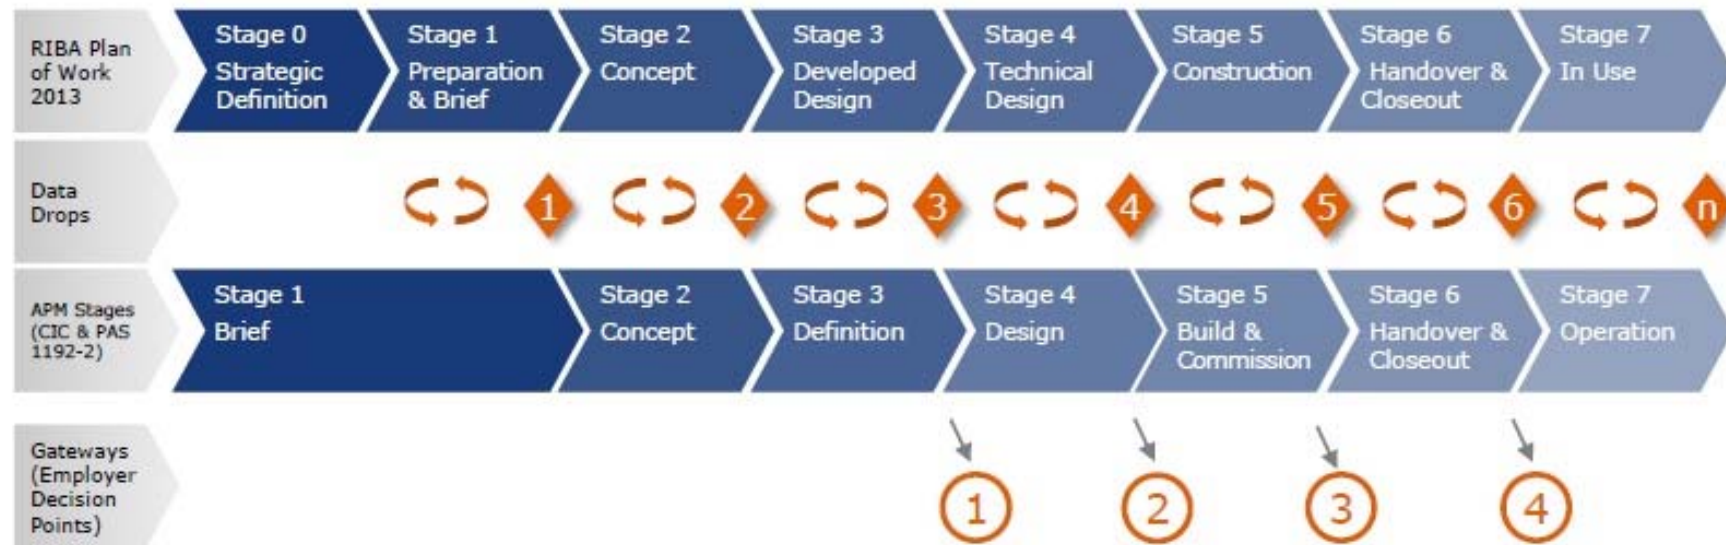 RIBA Plan
of Work
2013
Stage 0
Strategic
Definition
Stage 1
Preparation
& Brief
Stage 2
Concept
Stage 3
Developed
Design
Stage 4
Technical
Design
Stage 5
Construction
Stage 6
Handover &
Closeout
Stage 7
In Use
Data
Drops
1
2
3
4
5
6
n
APM Stages
(CIC & PAS
1192-2)
Stage 1
Brief
Stage 2
Concept
Stage 3
Definition
Stage 4
Design
Stage 5
Build &
Commission
Stage 6
Handover &
Closeout
Stage 7
Operation
Gateways
(Employer
Decision
Points)
1
2
3
4